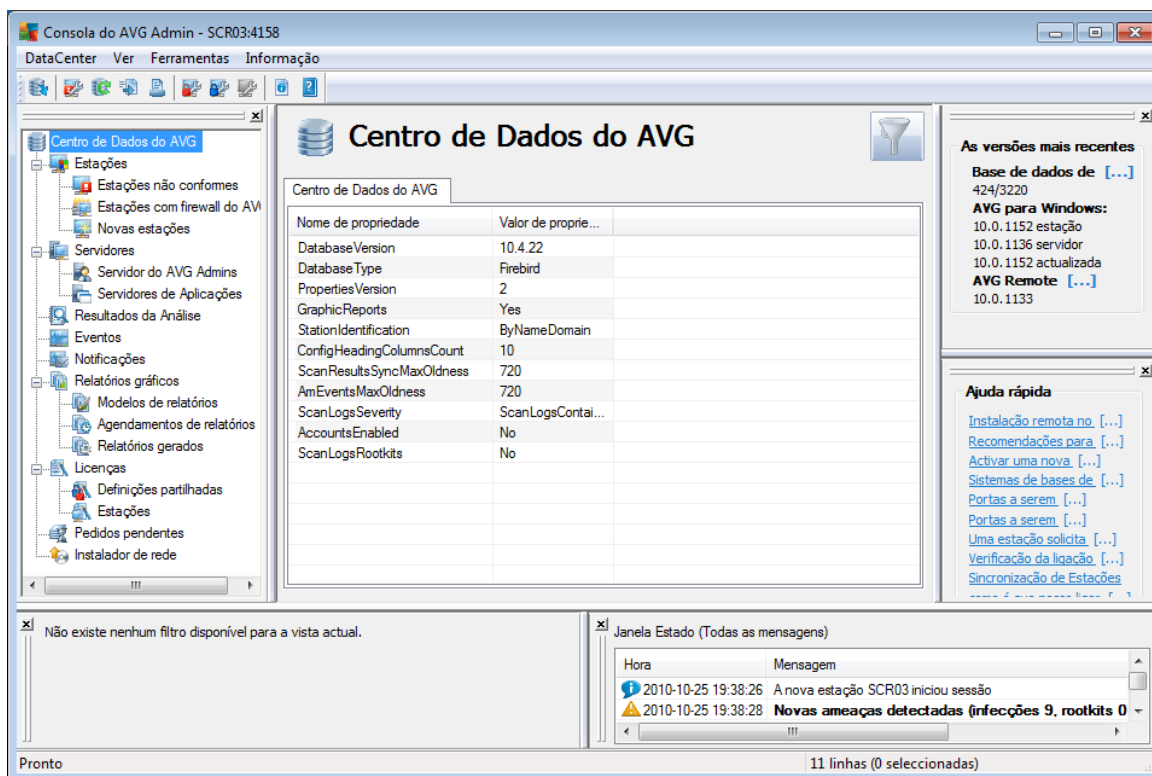 Consola do AVG Admin - SCR03:4158
DataCenter Ver Ferramentas Informação
Centro de Dados do AVG
Estações
Estações não conformes
Estações com firewall do AV
Novas estações
Servidores
Servidor do AVG Admins
Servidores de Aplicações
Resultados da Análise
Eventos
Notificações
Relatórios gráficos
Modelos de relatórios
Agendamentos de relatórios
Relatórios gerados
Licenças
Definições partilhadas
Estações
Pedidos pendentes
Instalador de rede
Centro de Dados do AVG
Centro de Dados do AVG
Nome de propriedade Valor de proprie...
DatabaseVersion 10.4.22
DatabaseType Firebird
PropertiesVersion 2
GraphicReports Yes
StationIdentification ByNameDomain
ConfigHeadingColumnsCount 10
ScanResultsSyncMaxOldness 720
AmEventsMaxOldness 720
ScanLogsSeverity ScanLogsContai...
AccountsEnabled No
ScanLogsRootkits No
As versões mais recentes
Base de dados de [...]
424/3220
AVG para Windows:
10.0.1152 estação
10.0.1136 servidor
10.0.1152 actualizada
AVG Remote [...]
10.0.1133
Ajuda rápida
Instalação remota no [...]
Recomendações para [...]
Activar uma nova [...]
Sistemas de bases de [...]
Portas a serem [...]
Portas a serem [...]
Uma estação solicita [...]
Verificação da ligação [...]
Sincronização de Estações
Não existe nenhum filtro disponível para a vista actual.
Janela Estado (Todas as mensagens)
Hora Mensagem
2010-10-25 19:38:26 A nova estação SCR03 iniciou sessão
2010-10-25 19:38:28 Novas ameaças detectadas (infecções 9, rootkits 0
Pronto
11 linhas (0 seleccionadas)